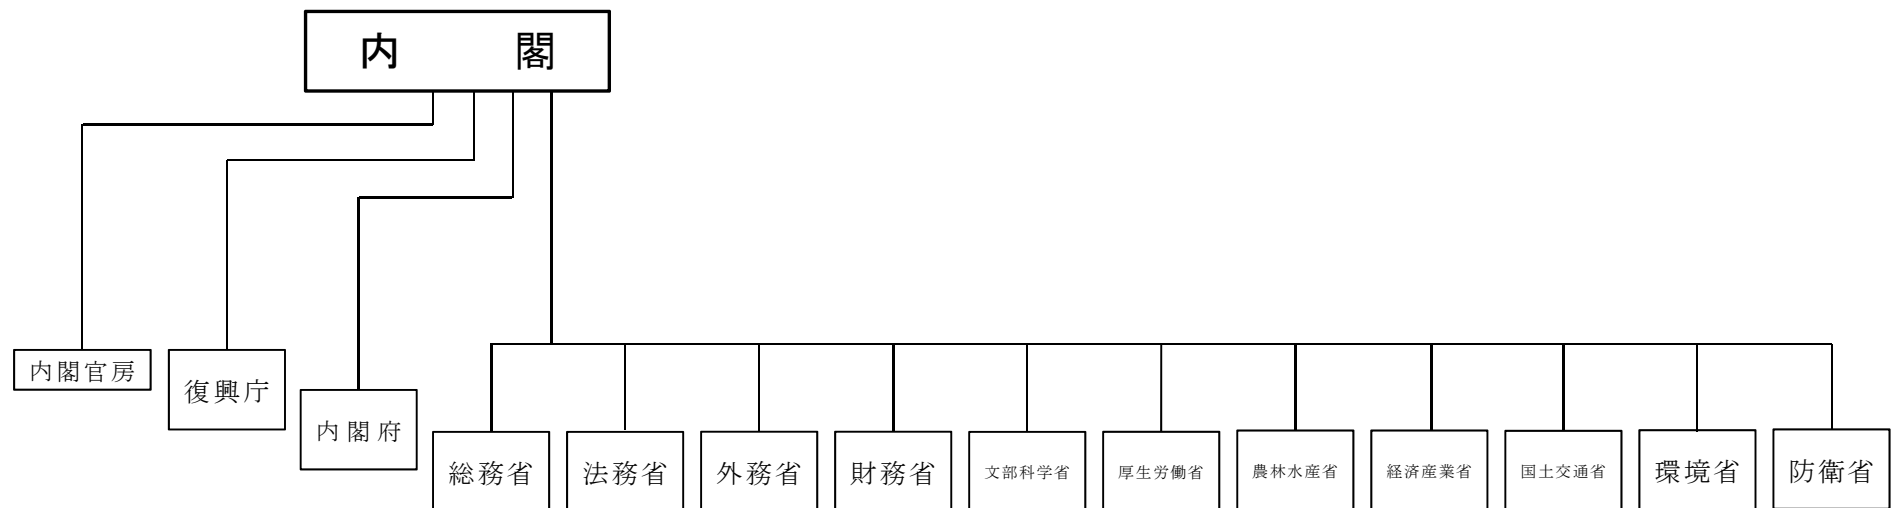 内閣
内閣官房
復興庁
内閣府
総務省
法務省
外務省
財務省
文部科学省
厚生労働省
農林水産省
経済産業省
国土交通省
環境省
防衛省